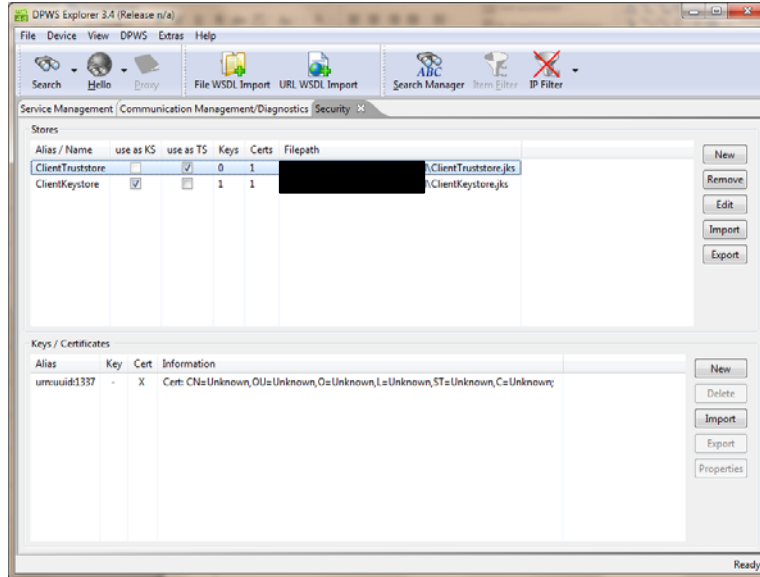 DPWS Explorer 3.4 (Release n/a)
File Device View DPWS Extras Help
Search Hello Proxy File WSDL Import URL WSDL Import ABC Search Manager Item Filter IP Filter
Service Management Communication Management/Diagnostics Security
Stores
Alias / Name use as KS use as TS Keys Certs Filepath
ClientTruststore 0 1 \ClientTruststore.jks
ClientKeystore 1 1 \ClientKeystore.jks
New
Remove
Edit
Import
Export
Keys / Certificates
Alias Key Cert Information
urn:uuid:1337 - X Cert: CN=Unknown,OU=Unknown,O=Unknown,L=Unknown,ST=Unknown,C=Unknown;
New
Delete
Import
Export
Properties
Ready